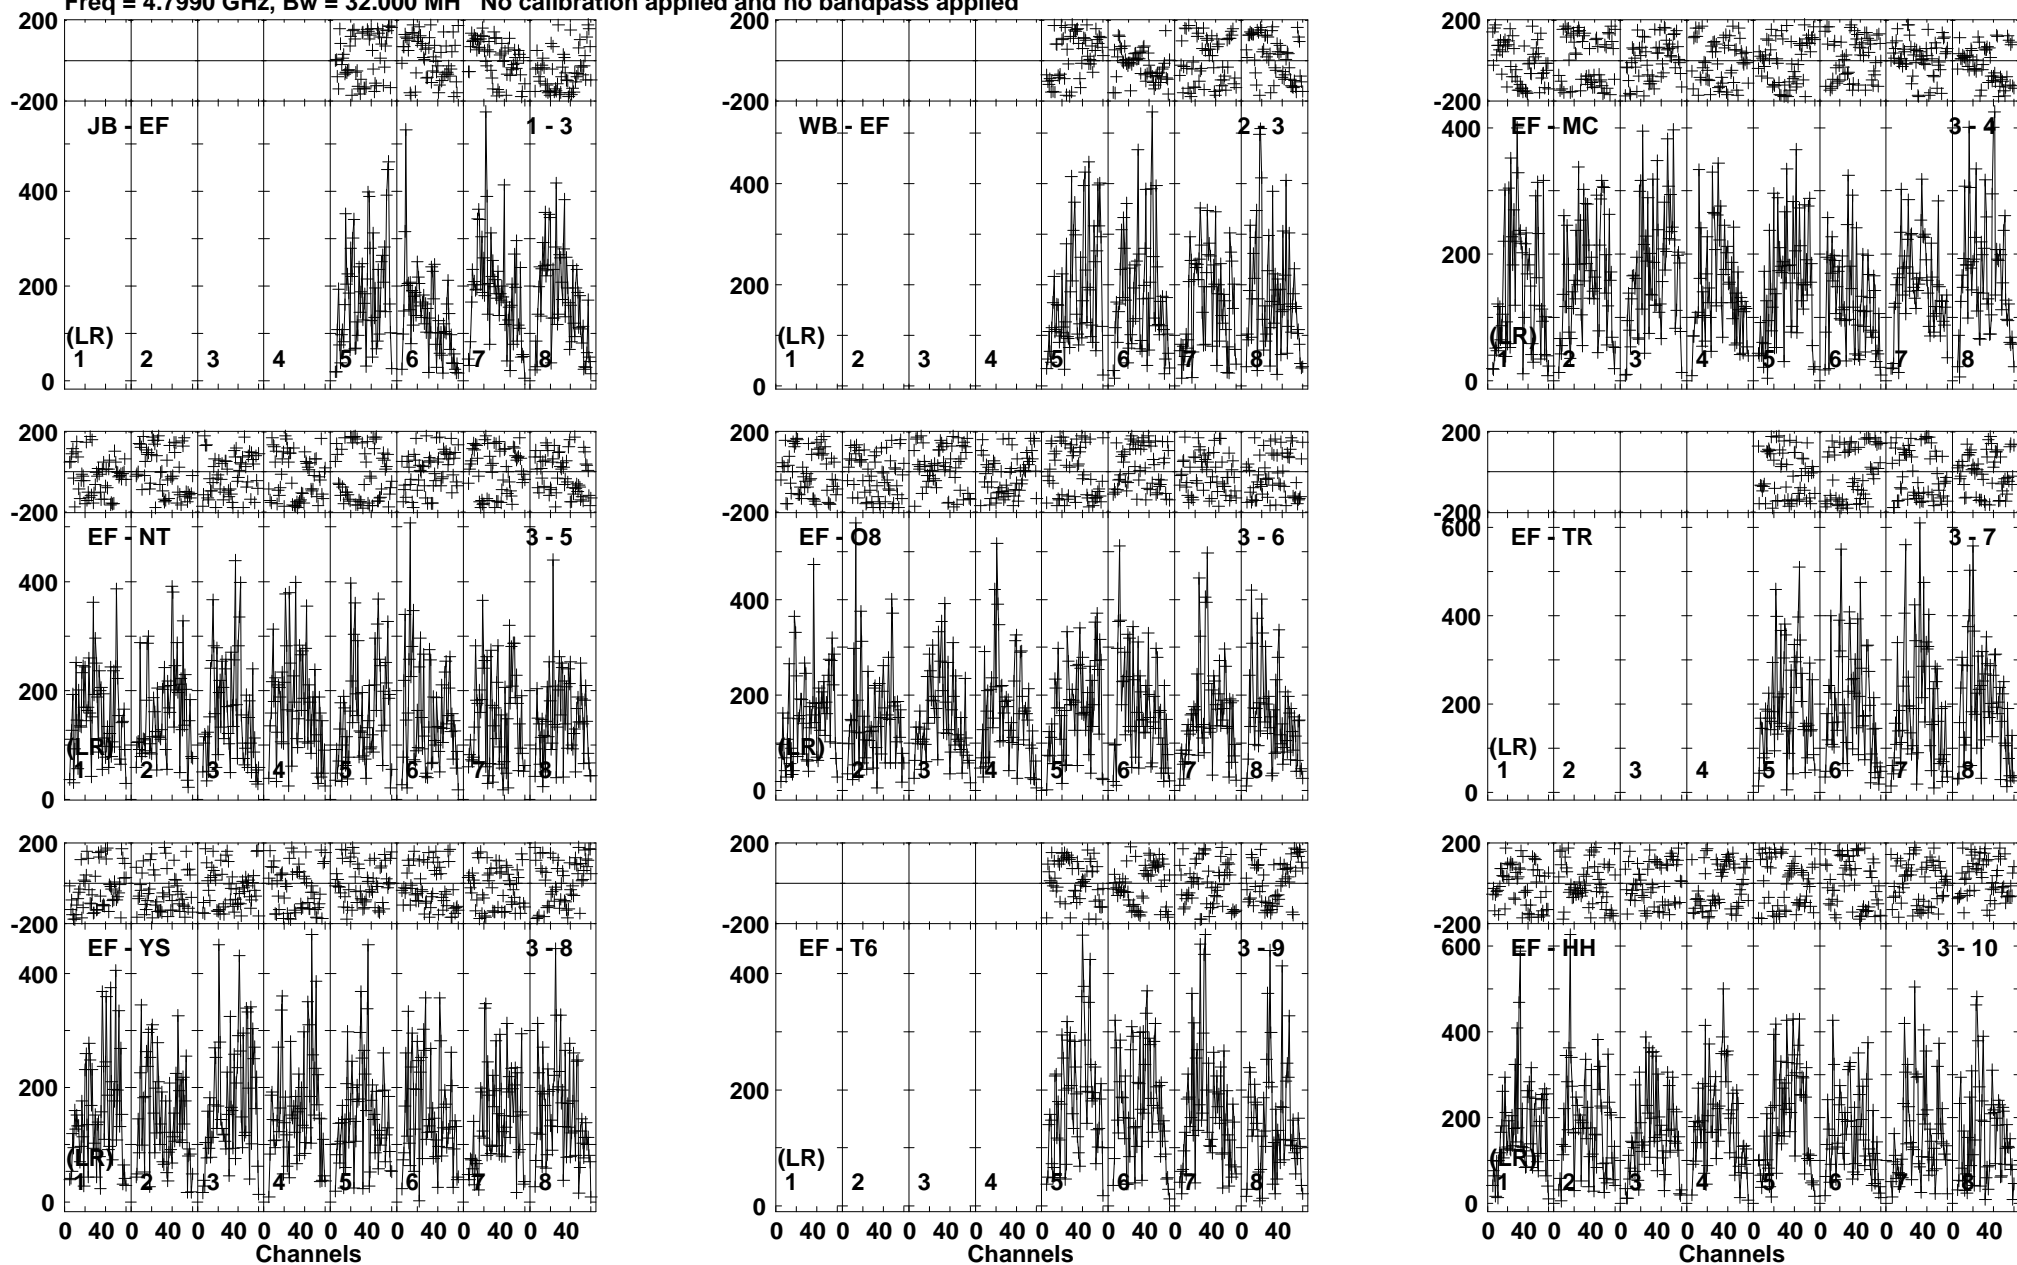 Freq = 4.7990 GHz, Bw = 32.000 MH No calibration applied and no bandpass applied
200
-200
JB - EF 1 - 3
400
200
(LR)
1 2 3 4 5 6 7 8
0
200
-200
WB - EF 2 - 3
400
200
(LR)
1 2 3 4 5 6 7 8
0
200
-200
EF - MC 3 - 4
400
200
(LR)
1 2 3 4 5 6 7 8
0
200
-200
EF - NT 3 - 5
400
200
(LR)
1 2 3 4 5 6 7 8
0
200
-200
EF - O8 3 - 6
400
200
(LR)
1 2 3 4 5 6 7 8
0
200
-200
600
EF - TR 3 - 7
400
200
(LR)
1 2 3 4 5 6 7 8
0
200
-200
EF - YS 3 - 8
400
200
(LR)
1 2 3 4 5 6 7 8
0
0 40 0 40 0 40 0 40 0 40 0 40 0 40 0 40
Channels
200
-200
EF - T6 3 - 9
400
200
(LR)
1 2 3 4 5 6 7 8
0
0 40 0 40 0 40 0 40 0 40 0 40 0 40 0 40
Channels
200
-200
EF - HH 3 - 10
600
400
200
(LR)
1 2 3 4 5 6 7 8
0
0 40 0 40 0 40 0 40 0 40 0 40 0 40 0 40
Channels